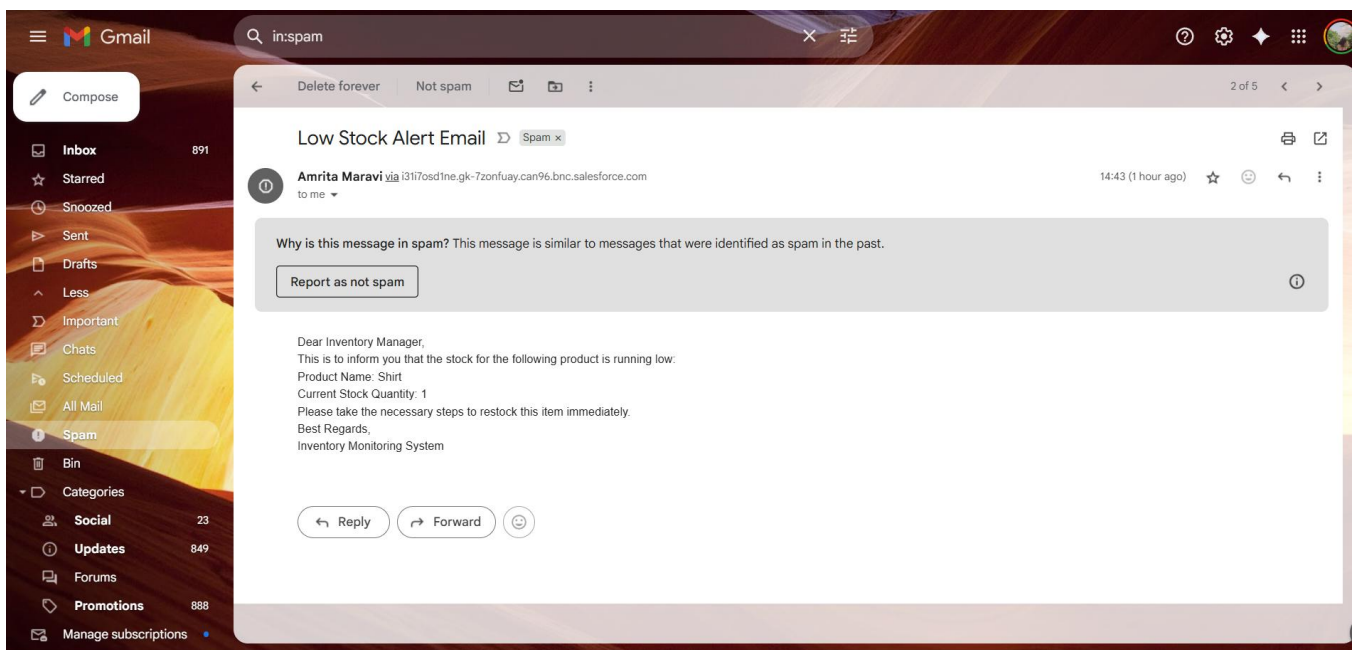 Gmail
in:spam
Compose
Delete forever
Not spam
2 of 5
Inbox 891
Starred
Snoozed
Sent
Drafts
Less
Important
Chats
Scheduled
All Mail
Spam
Bin
Categories
Social 23
Updates 849
Forums
Promotions 888
Manage subscriptions
Low Stock Alert Email Spam ×
Amrita Maravi via i31i7osd1ne.gk-7zonfuay.can96.bnc.salesforce.com 14:43 (1 hour ago)
to me
Why is this message in spam? This message is similar to messages that were identified as spam in the past.
Report as not spam
Dear Inventory Manager,
This is to inform you that the stock for the following product is running low:
Product Name: Shirt
Current Stock Quantity: 1
Please take the necessary steps to restock this item immediately.
Best Regards,
Inventory Monitoring System
Reply
Forward